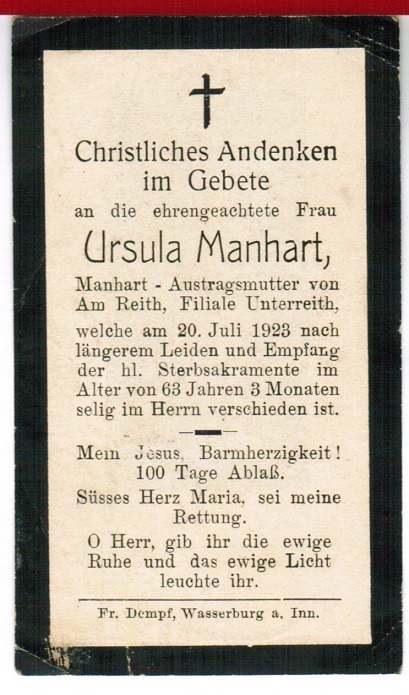 Christliches Andenken
im Gebete
an die ehrengeachtete Frau
Ursula Manhart,
Manhart - Austragsmutter von
Am Reith, Filiale Unterreith,
welche am 20. Juli 1923 nach
längerem Leiden und Empfang
der hl. Sterbsakramente im
Alter von 63 Jahren 3 Monaten
selig im Herrn verschieden ist.
Mein Jesus, Barmherzigkeit!
100 Tage Ablaß.
Süsses Herz Maria, sei meine
Rettung.
O Herr, gib ihr die ewige
Ruhe und das ewige Licht
leuchte ihr.
Fr. Dempf, Wasserburg a. Inn.